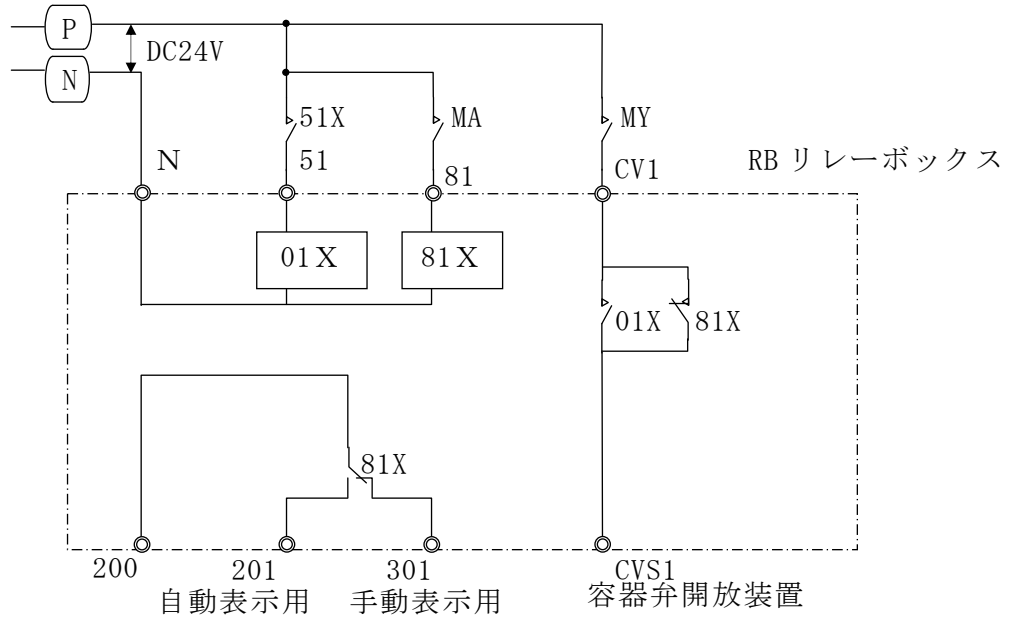 P
DC24V
N
51X
MA
MY
N
51
81
CV1
RB リレーボックス
01X
81X
01X
81X
81X
200
201
301
CVS1
自動表示用
手動表示用
容器弁開放装置